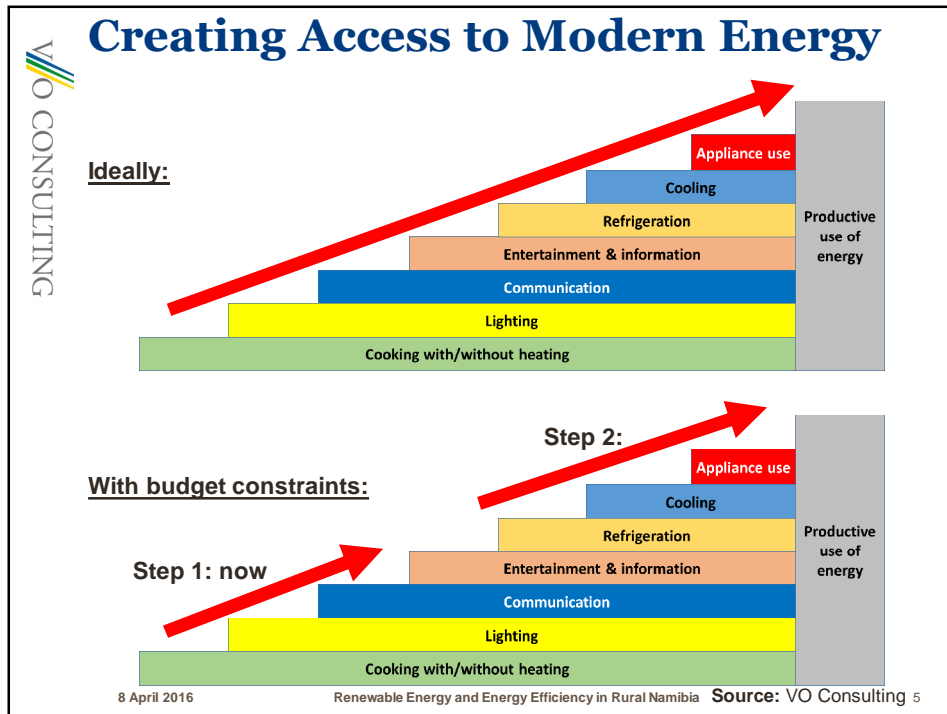 Creating Access to Modern Energy
VO CONSULTING
Ideally:
Appliance use
Cooling
Refrigeration
Entertainment & information
Communication
Lighting
Cooking with/without heating
Productive
use of
energy
With budget constraints:
Step 1: now
Step 2:
Appliance use
Cooling
Refrigeration
Entertainment & information
Communication
Lighting
Cooking with/without heating
Productive
use of
energy
8 April 2016 Renewable Energy and Energy Efficiency in Rural Namibia Source: VO Consulting 5